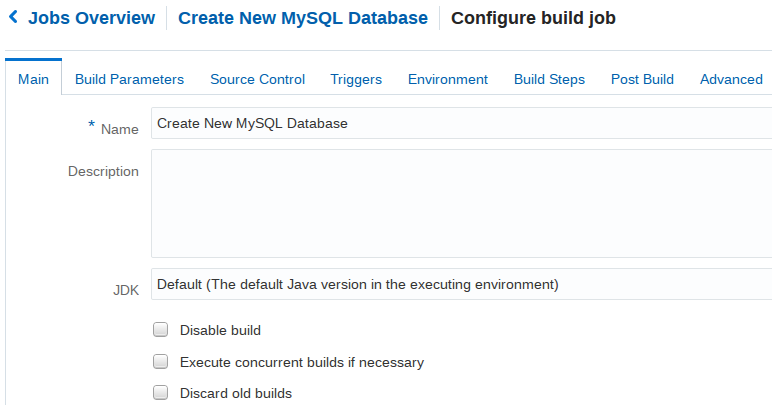 Jobs Overview Create New MySQL Database Configure build job
Main Build Parameters Source Control Triggers Environment Build Steps Post Build Advanced
* Name Create New MySQL Database
Description
JDK Default (The default Java version in the executing environment)
Disable build
Execute concurrent builds if necessary
Discard old builds